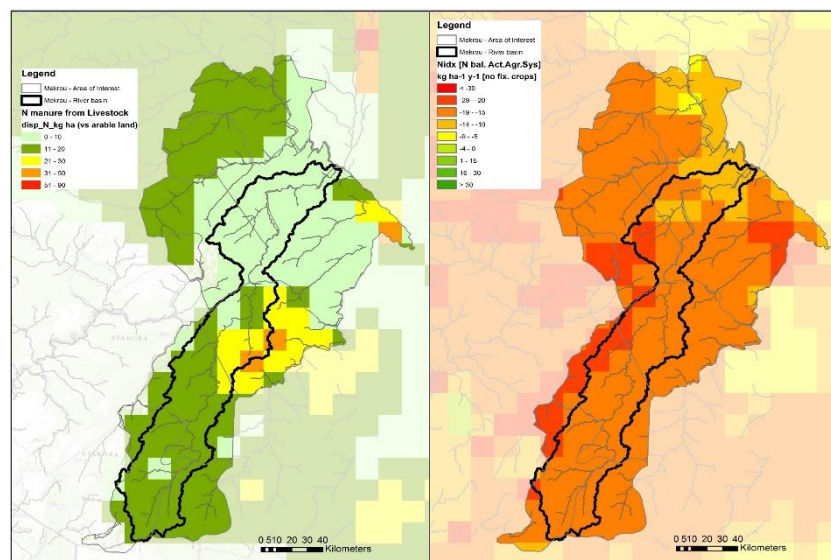 Legend
Mekrou - Area of Interest
Mekrou - River basin
N manure from Livestock
disp_N_kg ha (vs arable land)
0 - 10
11 - 20
21 - 30
31 - 50
51 - 90
0 5 10 20 30 40
Kilometers
Legend
Mekrou - Area of Interest
Mekrou - River basin
Nidx [N bal. Act.Agr.Sys]
kg ha-1 y-1 [no fix. crops]
< -30
-29 - -20
-19 - -15
-14 - -10
-9 - -5
-4 - 0
1 - 15
16 - 30
> 30
0 5 10 20 30 40
Kilometers